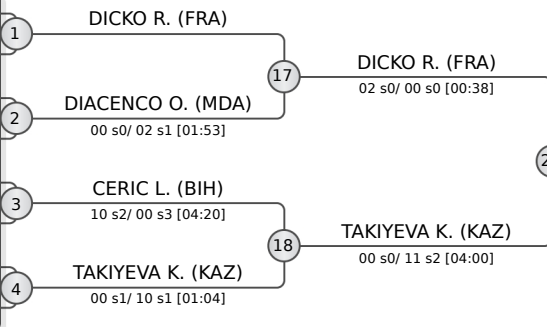 1
DICKO R. (FRA)
17
DICKO R. (FRA)
02 s0/ 00 s0 [00:38]
2
DIACENCO O. (MDA)
00 s0/ 02 s1 [01:53]
3
CERIC L. (BIH)
10 s2/ 00 s3 [04:20]
18
TAKIYEVA K. (KAZ)
00 s0/ 11 s2 [04:00]
4
TAKIYEVA K. (KAZ)
00 s1/ 10 s1 [01:04]